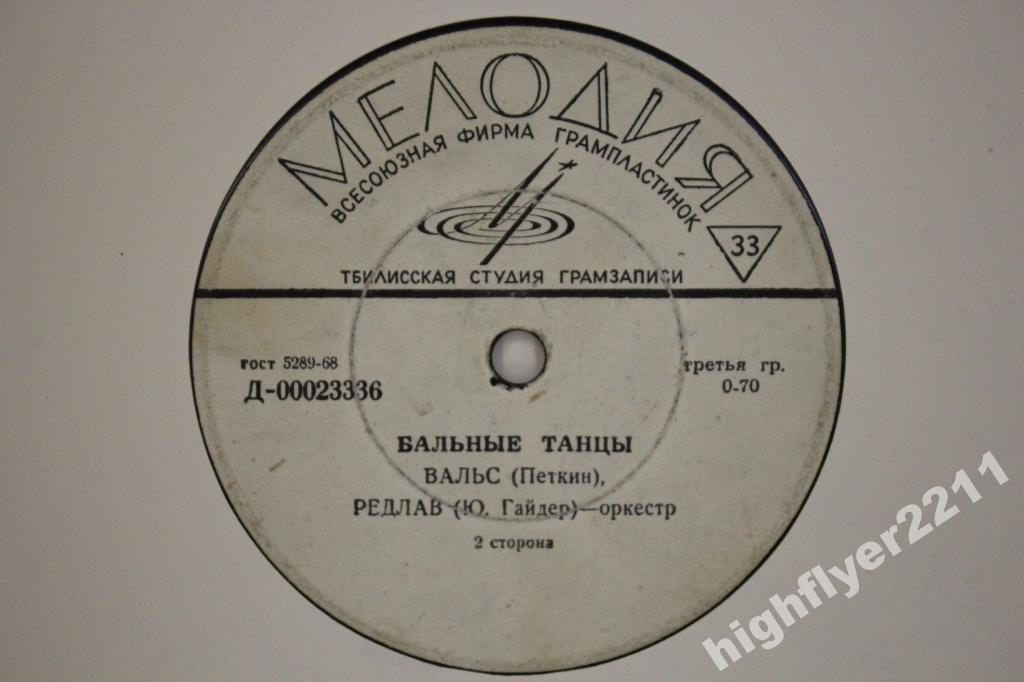 МЕЛОДИЯ
ВСЕСОЮЗНАЯ ФИРМА ГРАМПЛАСТИНОК
33
ТБИЛИССКАЯ СТУДИЯ ГРАМЗАПИСИ
гост 5289-68
третья гр.
Д-00023336
0-70
БАЛЬНЫЕ ТАНЦЫ
ВАЛЬС (Петкин),
РЕДЛАВ (Ю. Гайдер)—оркестр
2 сторона
highflyer2211